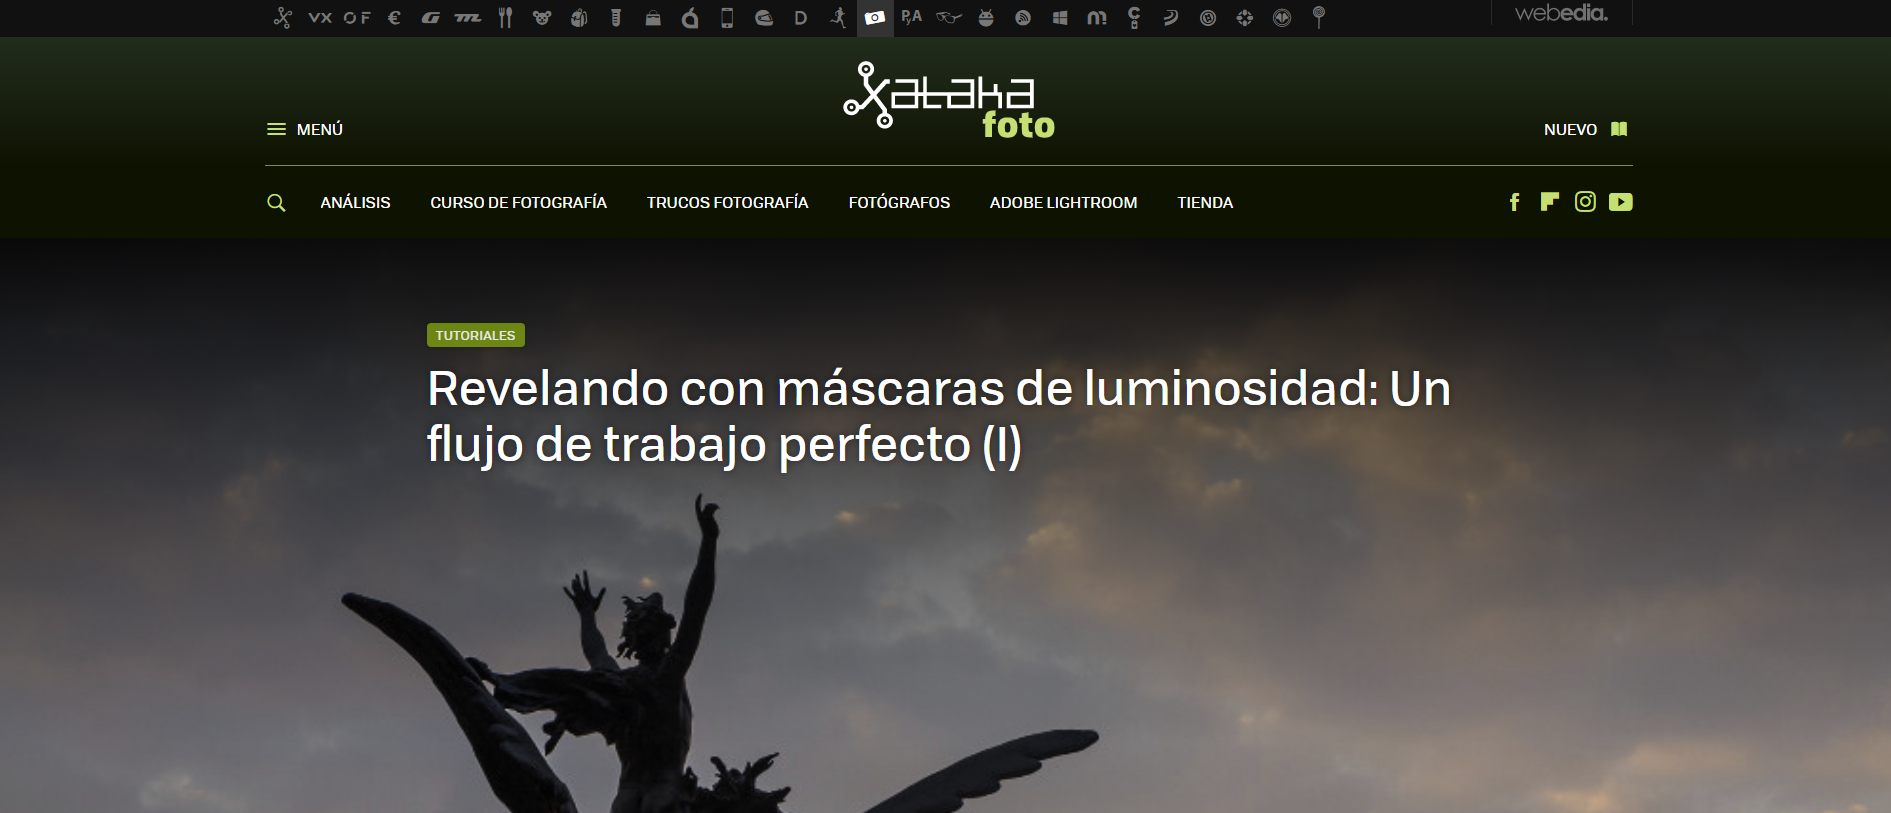 VX OF € G m D P/A m C
webedia.
xataka
foto
MENÚ
NUEVO
ANÁLISIS CURSO DE FOTOGRAFÍA TRUCOS FOTOGRAFÍA FOTÓGRAFOS ADOBE LIGHTROOM TIENDA
TUTORIALES
Revelando con máscaras de luminosidad: Un
flujo de trabajo perfecto (I)